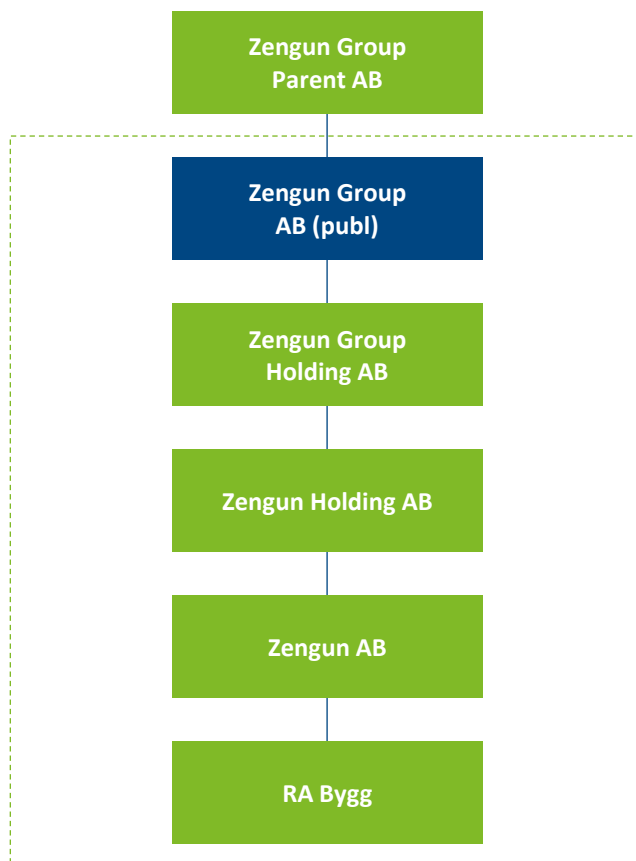 Zengun Group
Parent AB
Zengun Group
AB (publ)
Zengun Group
Holding AB
Zengun Holding AB
Zengun AB
RA Bygg